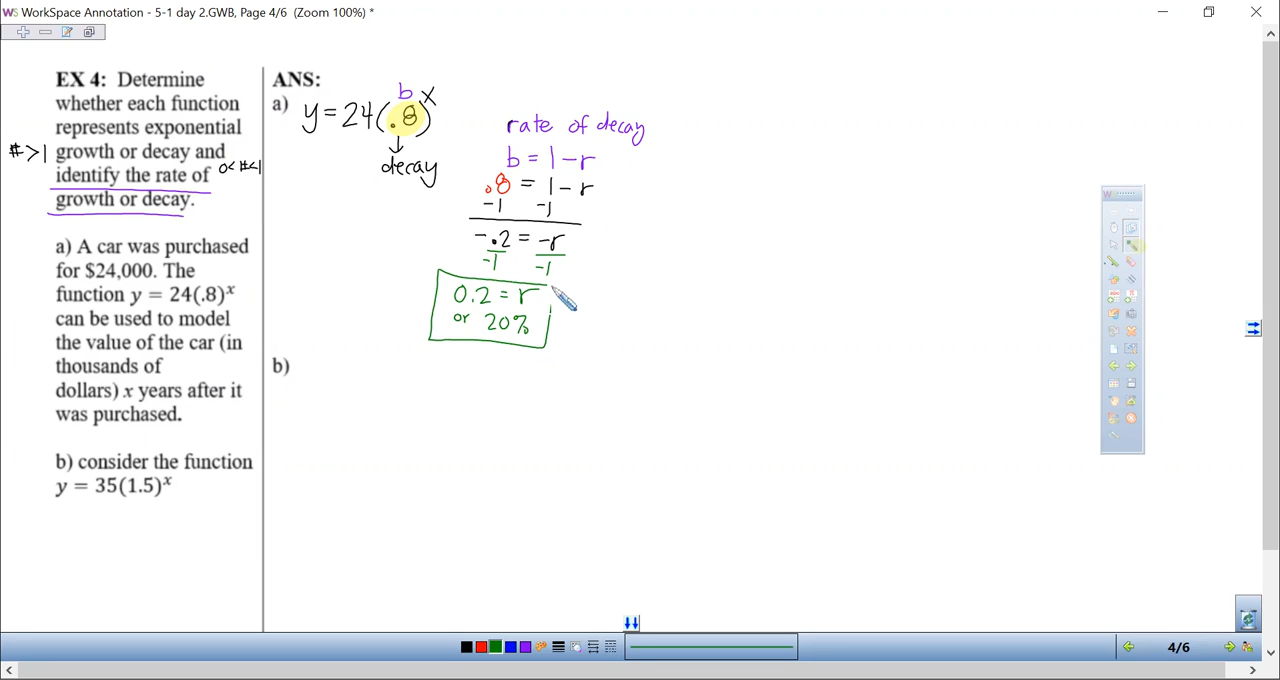 WS WorkSpace Annotation - 5-1 day 2.GWB, Page 4/6 (Zoom 100%) *
EX 4: Determine
whether each function
represents exponential
# > 1 growth or decay and
identify the rate of 0 < # < 1
growth or decay.
a) A car was purchased
for $24,000. The
function y = 24(.8)ˣ
can be used to model
the value of the car (in
thousands of
dollars) x years after it
was purchased.
b) consider the function
y = 35(1.5)ˣ
ANS:
a) y = 24(.8)ˣ
b
decay
rate of decay
b = 1 - r
.8 = 1 - r
-1 -1
-.2 = -r
-1 -1
0.2 = r
or 20%
b)
W
4/6